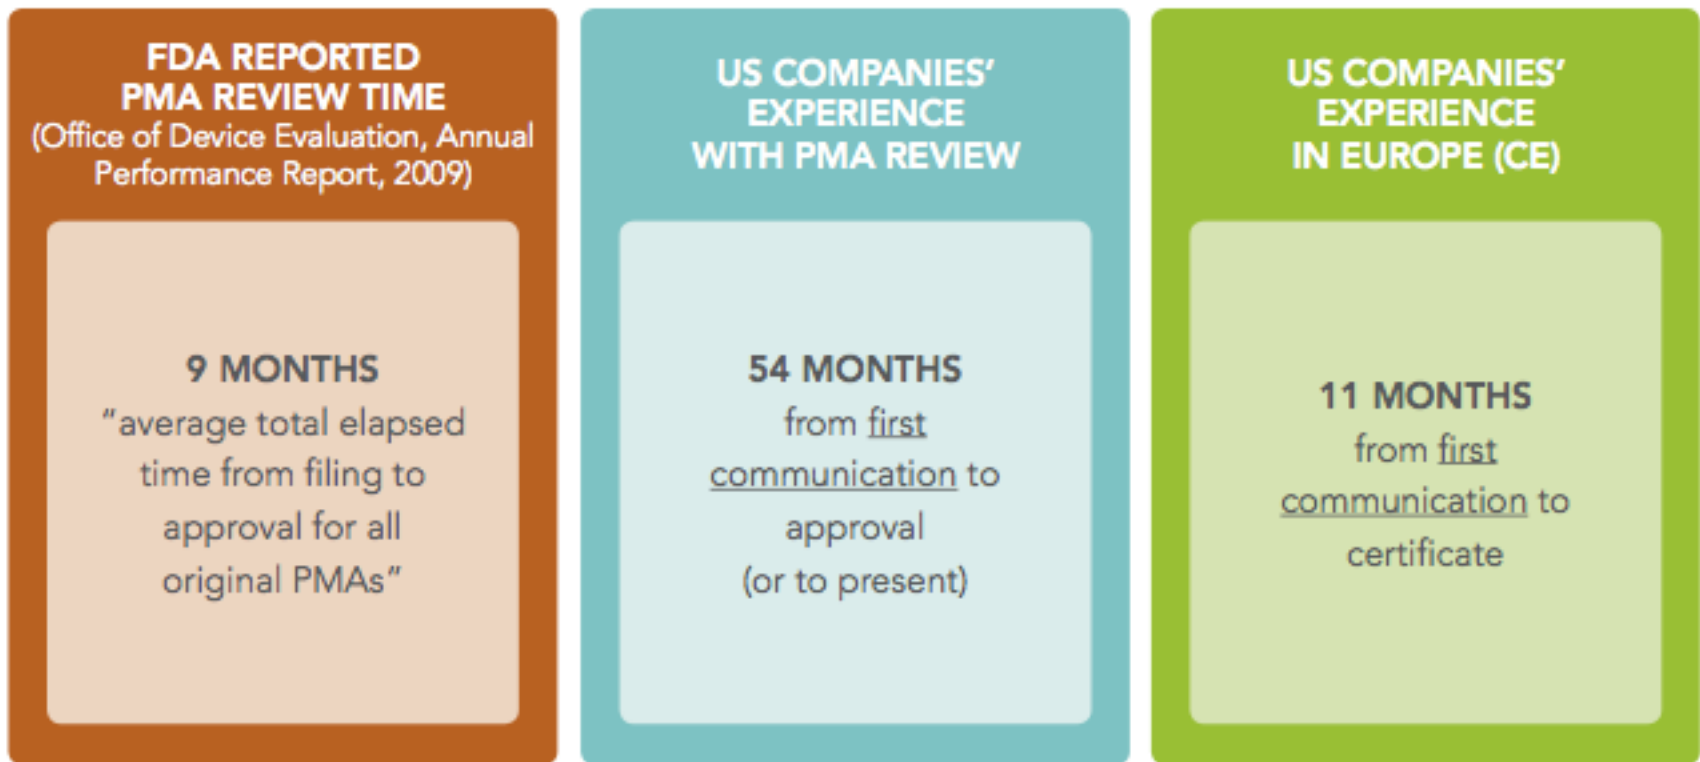 FDA REPORTED
PMA REVIEW TIME
(Office of Device Evaluation, Annual
Performance Report, 2009)
9 MONTHS
“average total elapsed
time from filing to
approval for all
original PMAs”
US COMPANIES’
EXPERIENCE
WITH PMA REVIEW
54 MONTHS
from first
communication to
approval
(or to present)
US COMPANIES’
EXPERIENCE
IN EUROPE (CE)
11 MONTHS
from first
communication to
certificate